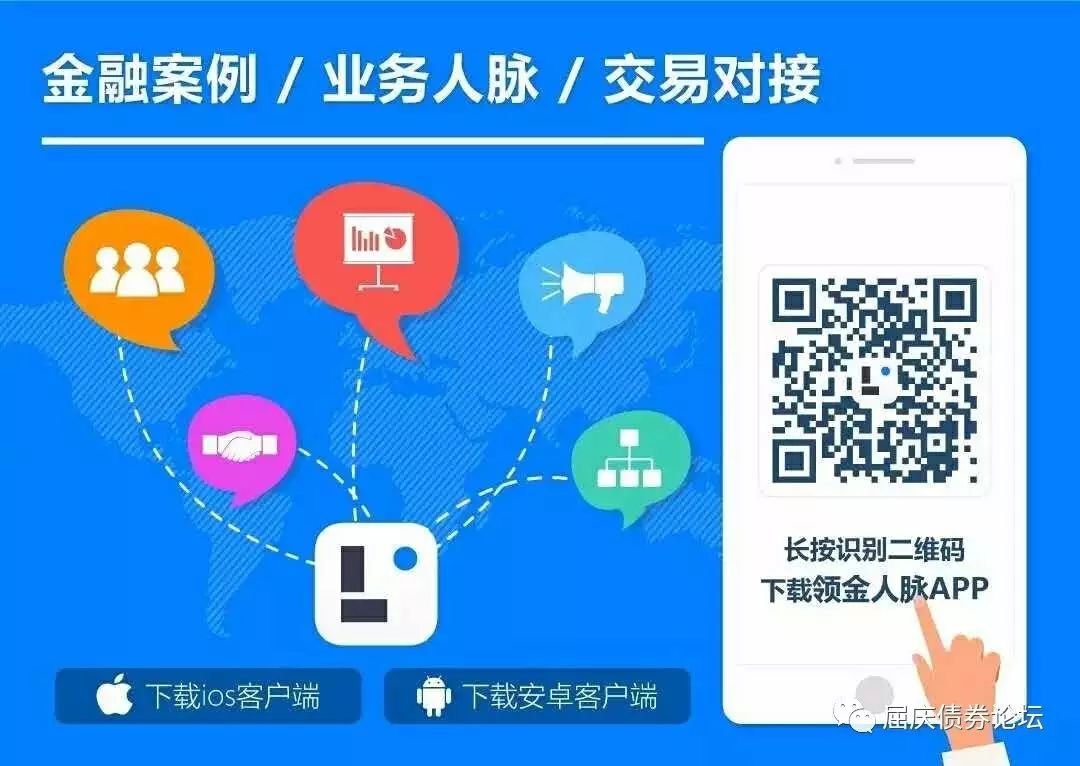 金融案例 / 业务人脉 / 交易对接
长按识别二维码
下载领金人脉APP
下载ios客户端
下载安卓客户端
屈庆债券论坛